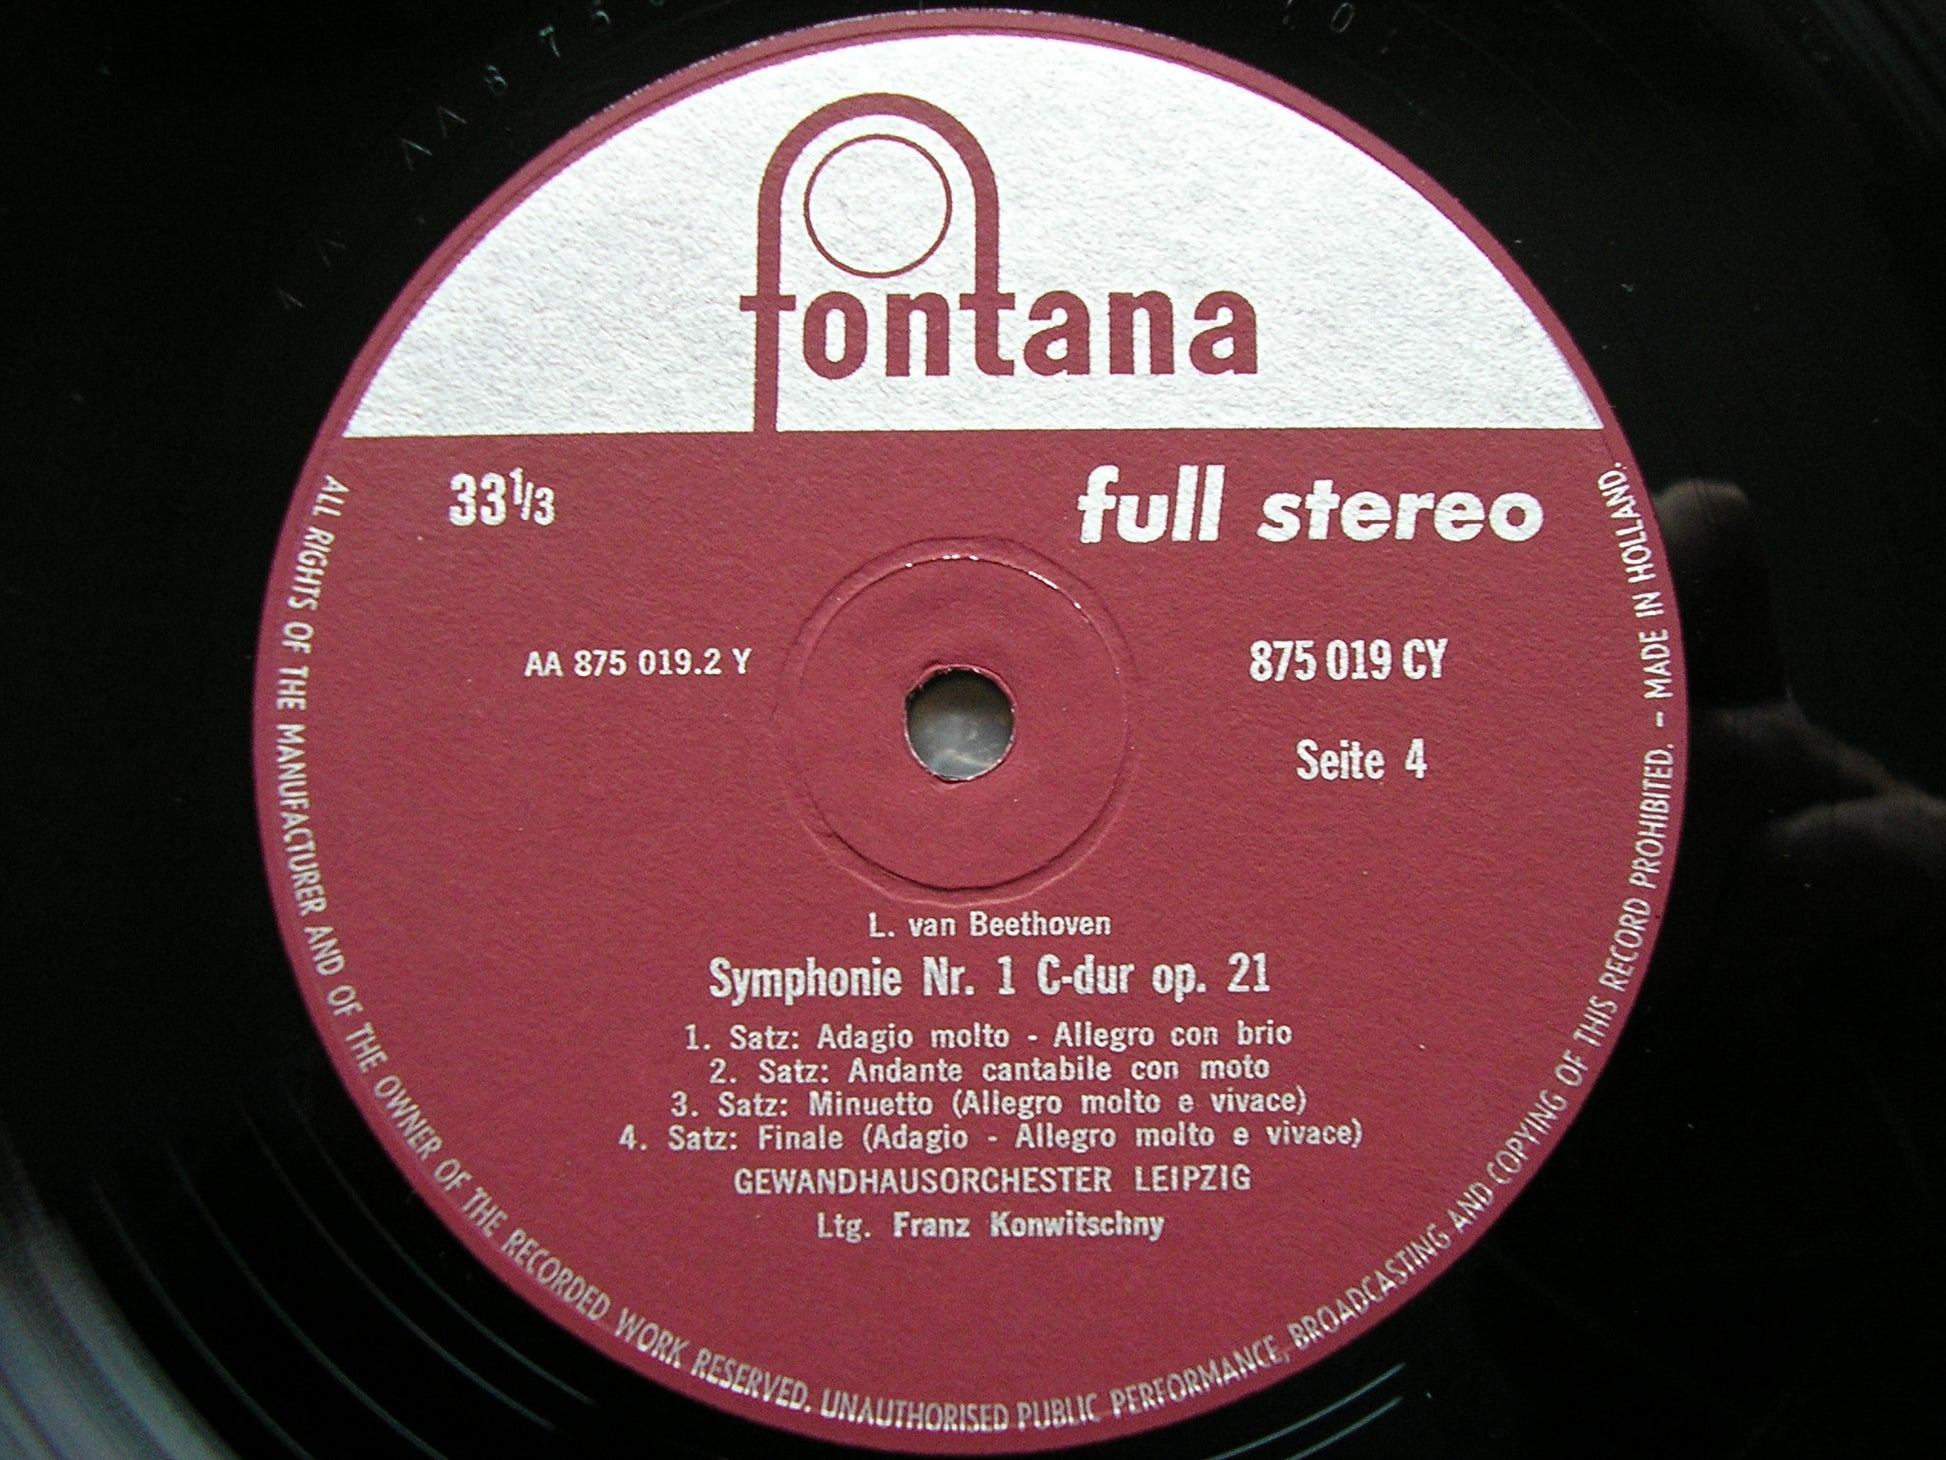 fontana
33 1/3
full stereo
AA 875 019.2 Y
875 019 CY
Seite 4
L. van Beethoven
Symphonie Nr. 1 C-dur op. 21
1. Satz: Adagio molto - Allegro con brio
2. Satz: Andante cantabile con moto
3. Satz: Minuetto (Allegro molto e vivace)
4. Satz: Finale (Adagio - Allegro molto e vivace)
GEWANDHAUSORCHESTER LEIPZIG
Ltg. Franz Konwitschny
ALL RIGHTS OF THE MANUFACTURER AND OF THE OWNER OF THE RECORDED WORK RESERVED. UNAUTHORISED PUBLIC PERFORMANCE, BROADCASTING AND COPYING OF THIS RECORD PROHIBITED. - MADE IN HOLLAND.